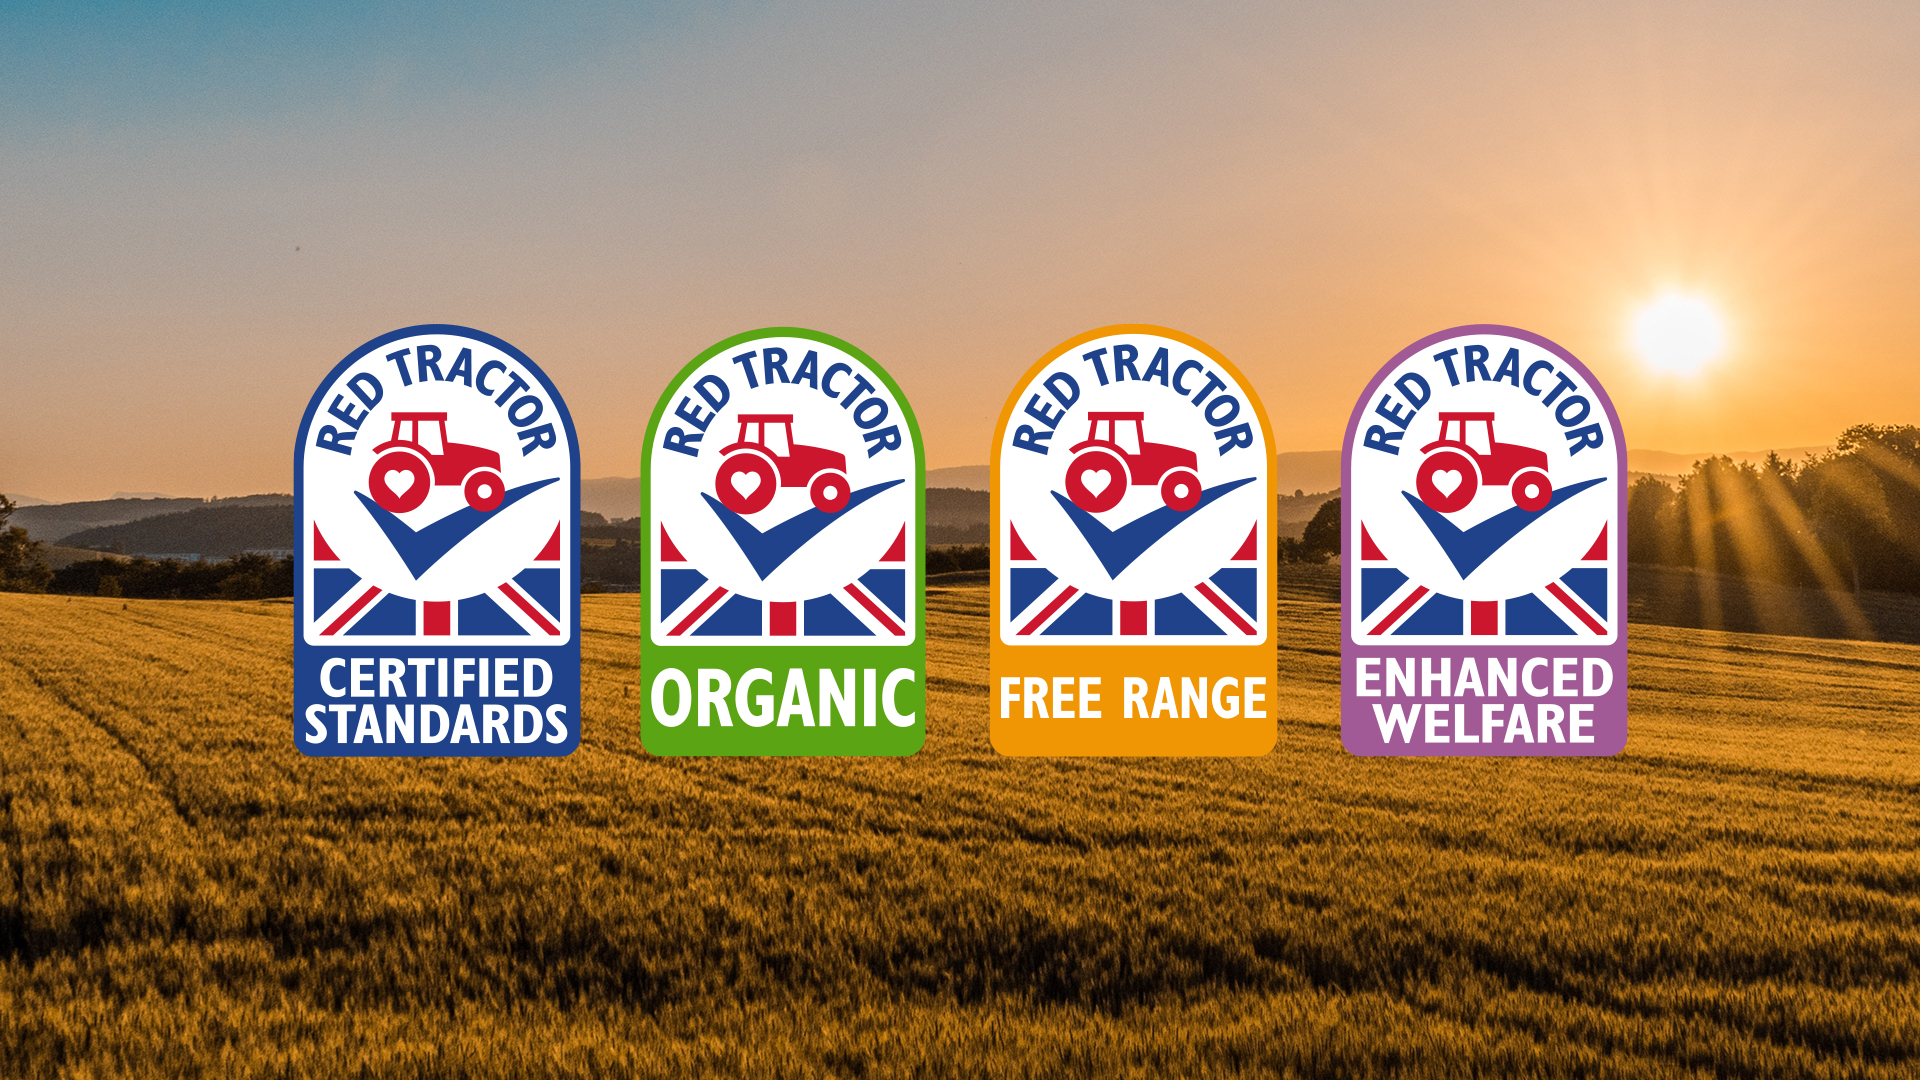 RED TRACTOR
CERTIFIED
STANDARDS
RED TRACTOR
ORGANIC
RED TRACTOR
FREE RANGE
RED TRACTOR
ENHANCED
WELFARE